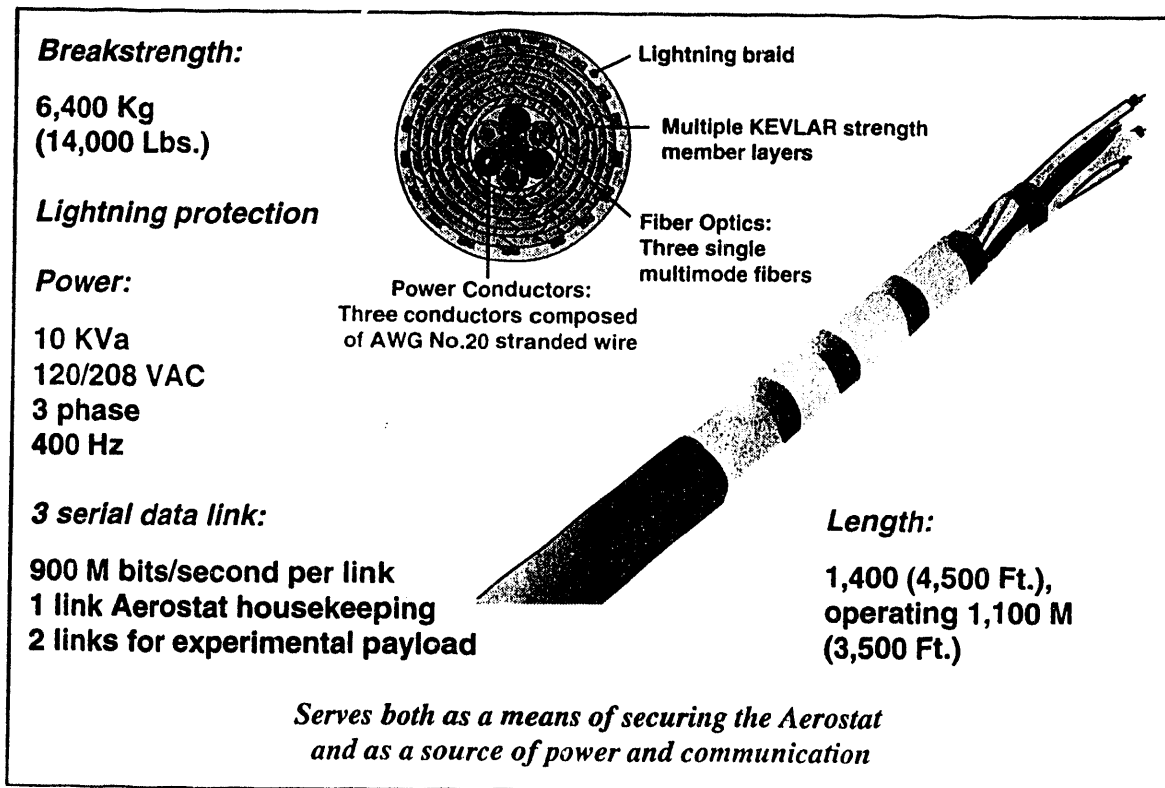 Breakstrength:
6,400 Kg
(14,000 Lbs.)
Lightning protection
Power:
10 KVa
120/208 VAC
3 phase
400 Hz
3 serial data link:
900 M bits/second per link
1 link Aerostat housekeeping
2 links for experimental payload
Lightning braid
Multiple KEVLAR strength
member layers
Fiber Optics:
Three single
multimode fibers
Power Conductors:
Three conductors composed
of AWG No.20 stranded wire
Length:
1,400 (4,500 Ft.),
operating 1,100 M
(3,500 Ft.)
Serves both as a means of securing the Aerostat
and as a source of power and communication